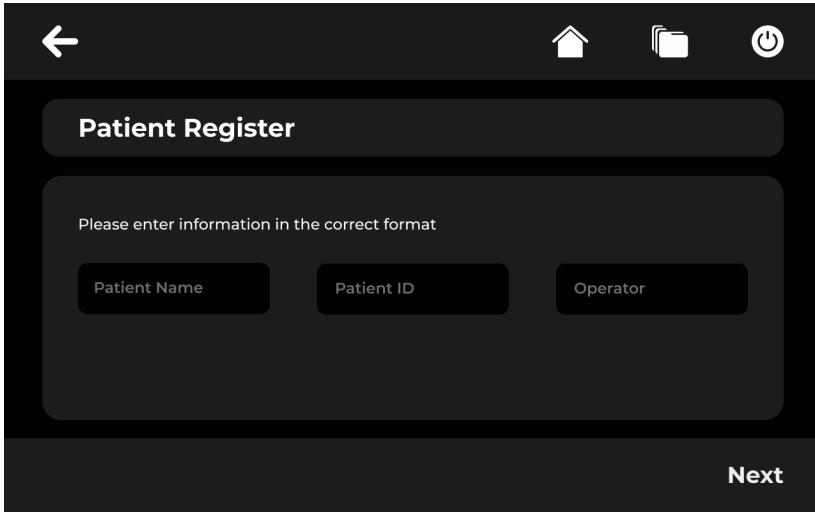 Patient Register
Please enter information in the correct format
Patient Name
Patient ID
Operator
Next